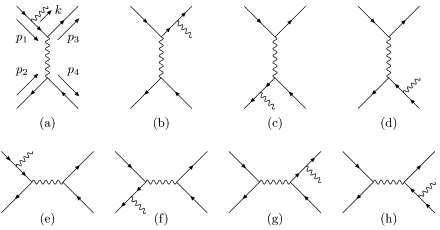 k
p₁ p₃
p₂ p₄
(a) (b) (c) (d)
(e) (f) (g) (h)